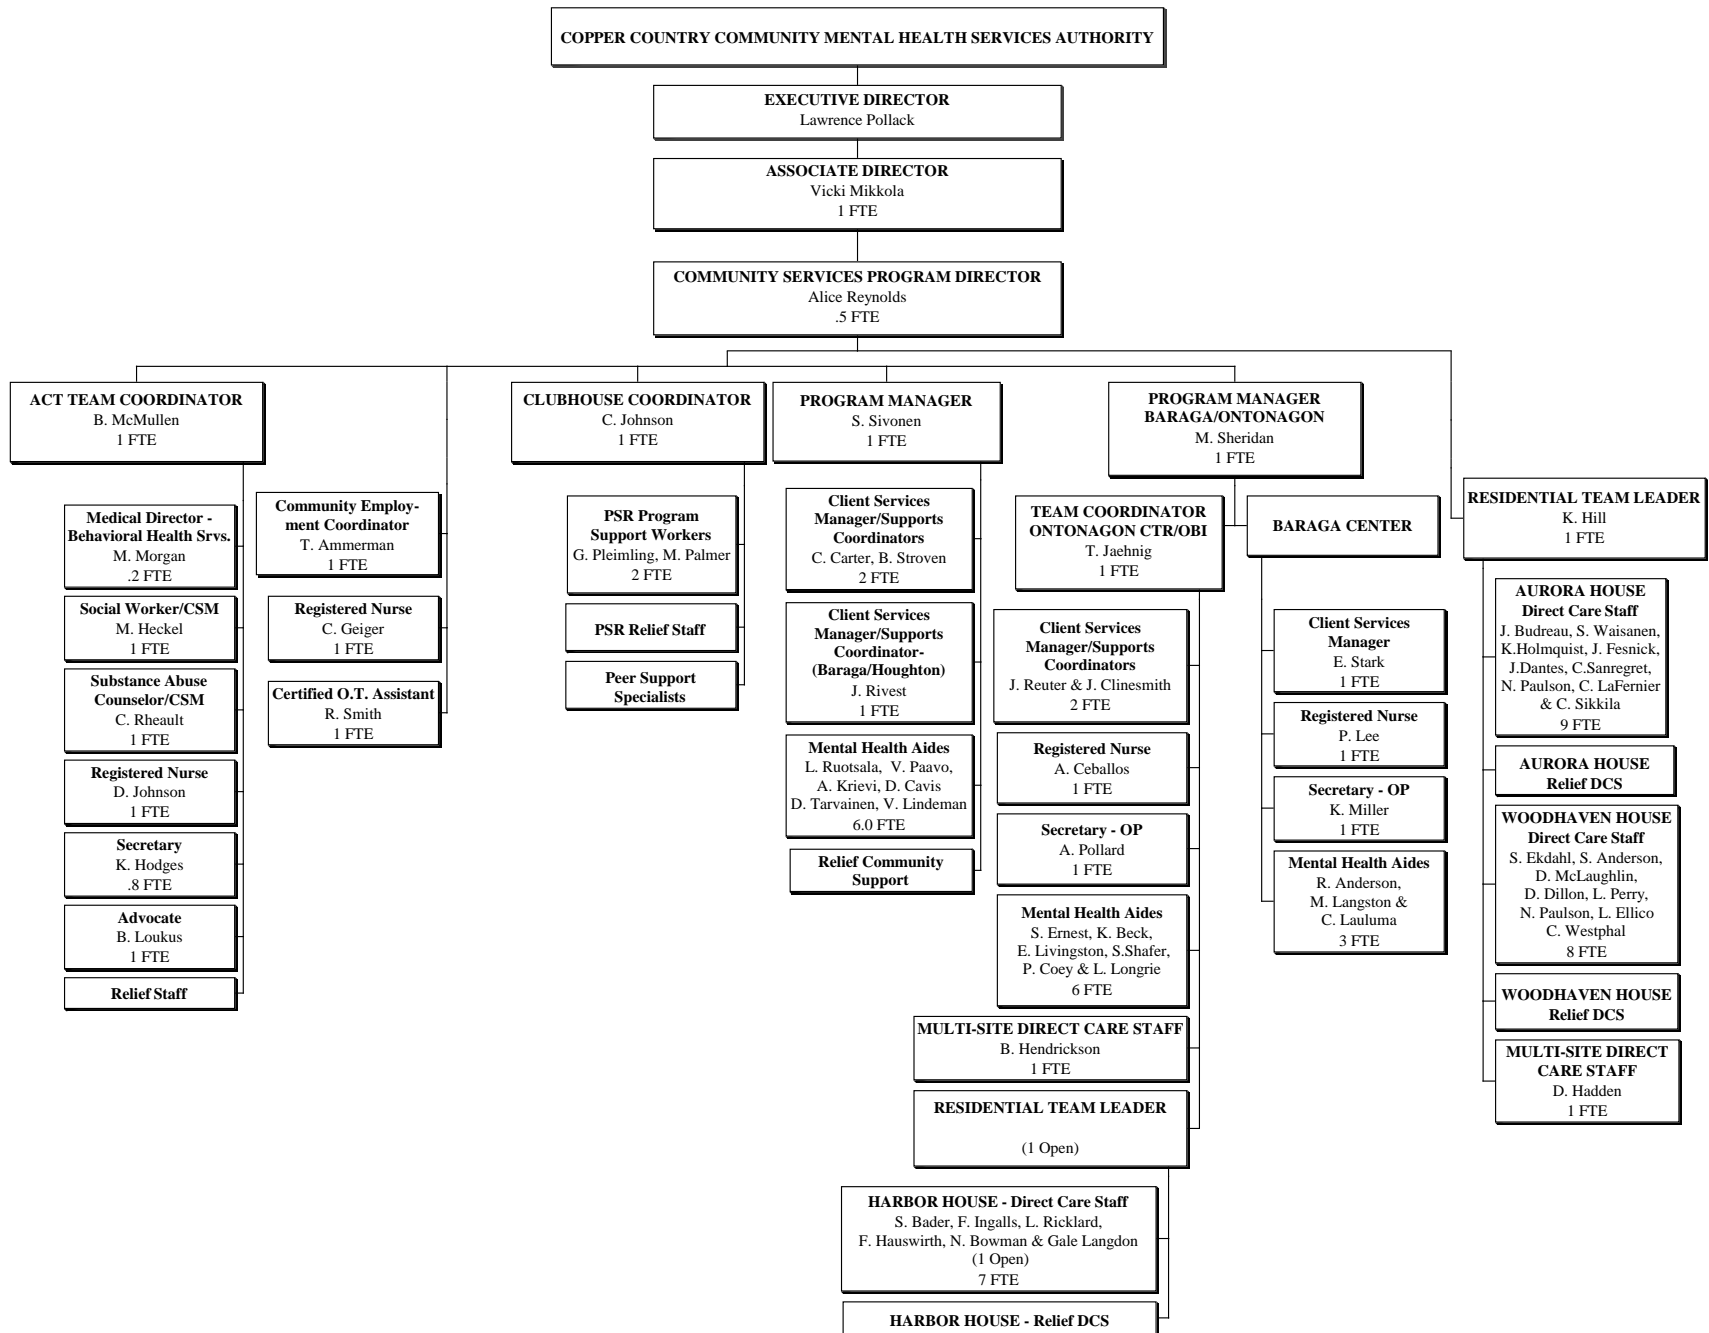 COPPER COUNTRY COMMUNITY MENTAL HEALTH SERVICES AUTHORITY
EXECUTIVE DIRECTOR
Lawrence Pollack
ASSOCIATE DIRECTOR
Vicki Mikkola
1 FTE
COMMUNITY SERVICES PROGRAM DIRECTOR
Alice Reynolds
.5 FTE
ACT TEAM COORDINATOR
B. McMullen
1 FTE
Medical Director -
Behavioral Health Srvs.
M. Morgan
.2 FTE
Social Worker/CSM
M. Heckel
1 FTE
Substance Abuse
Counselor/CSM
C. Rheault
1 FTE
Registered Nurse
D. Johnson
1 FTE
Secretary
K. Hodges
.8 FTE
Advocate
B. Loukus
1 FTE
Relief Staff
Community Employ-
ment Coordinator
T. Ammerman
1 FTE
Registered Nurse
C. Geiger
1 FTE
Certified O.T. Assistant
R. Smith
1 FTE
CLUBHOUSE COORDINATOR
C. Johnson
1 FTE
PSR Program
Support Workers
G. Pleimling, M. Palmer
2 FTE
PSR Relief Staff
Peer Support
Specialists
PROGRAM MANAGER
S. Sivonen
1 FTE
Client Services
Manager/Supports
Coordinators
C. Carter, B. Stroven
2 FTE
Client Services
Manager/Supports
Coordinator-
(Baraga/Houghton)
J. Rivest
1 FTE
Mental Health Aides
L. Ruotsala, V. Paavo,
A. Krievi, D. Cavis
D. Tarvainen, V. Lindeman
6.0 FTE
Relief Community
Support
PROGRAM MANAGER
BARAGA/ONTONAGON
M. Sheridan
1 FTE
TEAM COORDINATOR
ONTONAGON CTR/OBI
T. Jaehnig
1 FTE
Client Services
Manager/Supports
Coordinators
J. Reuter & J. Clinesmith
2 FTE
Registered Nurse
A. Ceballos
1 FTE
Secretary - OP
A. Pollard
1 FTE
Mental Health Aides
S. Ernest, K. Beck,
E. Livingston, S.Shafer,
P. Coey & L. Longrie
6 FTE
MULTI-SITE DIRECT CARE STAFF
B. Hendrickson
1 FTE
RESIDENTIAL TEAM LEADER
(1 Open)
HARBOR HOUSE - Direct Care Staff
S. Bader, F. Ingalls, L. Ricklard,
F. Hauswirth, N. Bowman & Gale Langdon
(1 Open)
7 FTE
HARBOR HOUSE - Relief DCS
BARAGA CENTER
Client Services
Manager
E. Stark
1 FTE
Registered Nurse
P. Lee
1 FTE
Secretary - OP
K. Miller
1 FTE
Mental Health Aides
R. Anderson,
M. Langston &
C. Lauluma
3 FTE
RESIDENTIAL TEAM LEADER
K. Hill
1 FTE
AURORA HOUSE
Direct Care Staff
J. Budreau, S. Waisanen,
K.Holmquist, J. Fesnick,
J.Dantes, C.Sanregret,
N. Paulson, C. LaFernier
& C. Sikkila
9 FTE
AURORA HOUSE
Relief DCS
WOODHAVEN HOUSE
Direct Care Staff
S. Ekdahl, S. Anderson,
D. McLaughlin,
D. Dillon, L. Perry,
N. Paulson, L. Ellico
C. Westphal
8 FTE
WOODHAVEN HOUSE
Relief DCS
MULTI-SITE DIRECT
CARE STAFF
D. Hadden
1 FTE